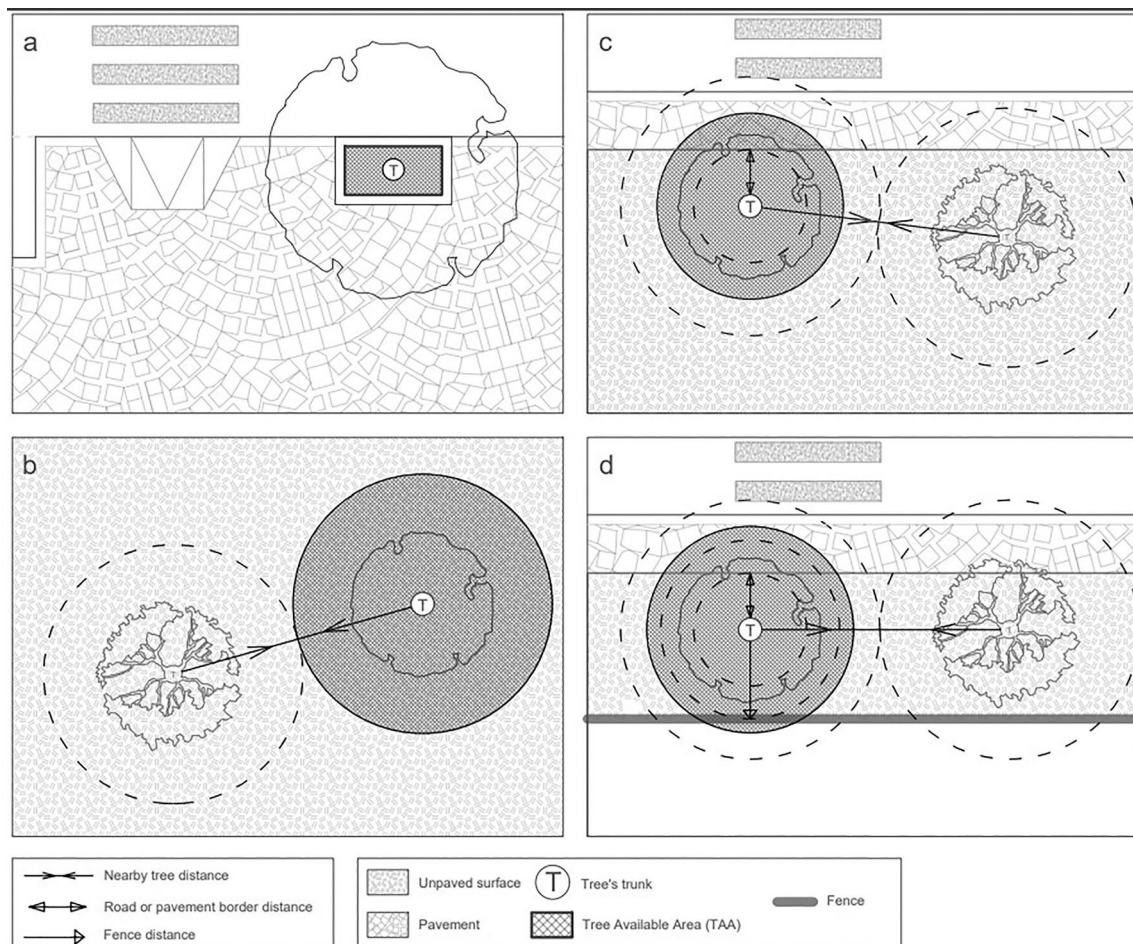 a
T
c
T
T
b
T
T
d
T
T
Nearby tree distance
Road or pavement border distance
Fence distance
Unpaved surface
T Tree's trunk
Fence
Pavement
Tree Available Area (TAA)